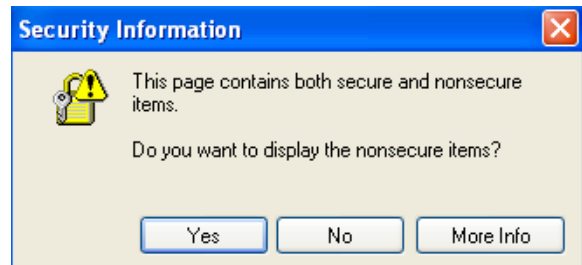 Security Information
This page contains both secure and nonsecure
items.
Do you want to display the nonsecure items?
Yes No More Info